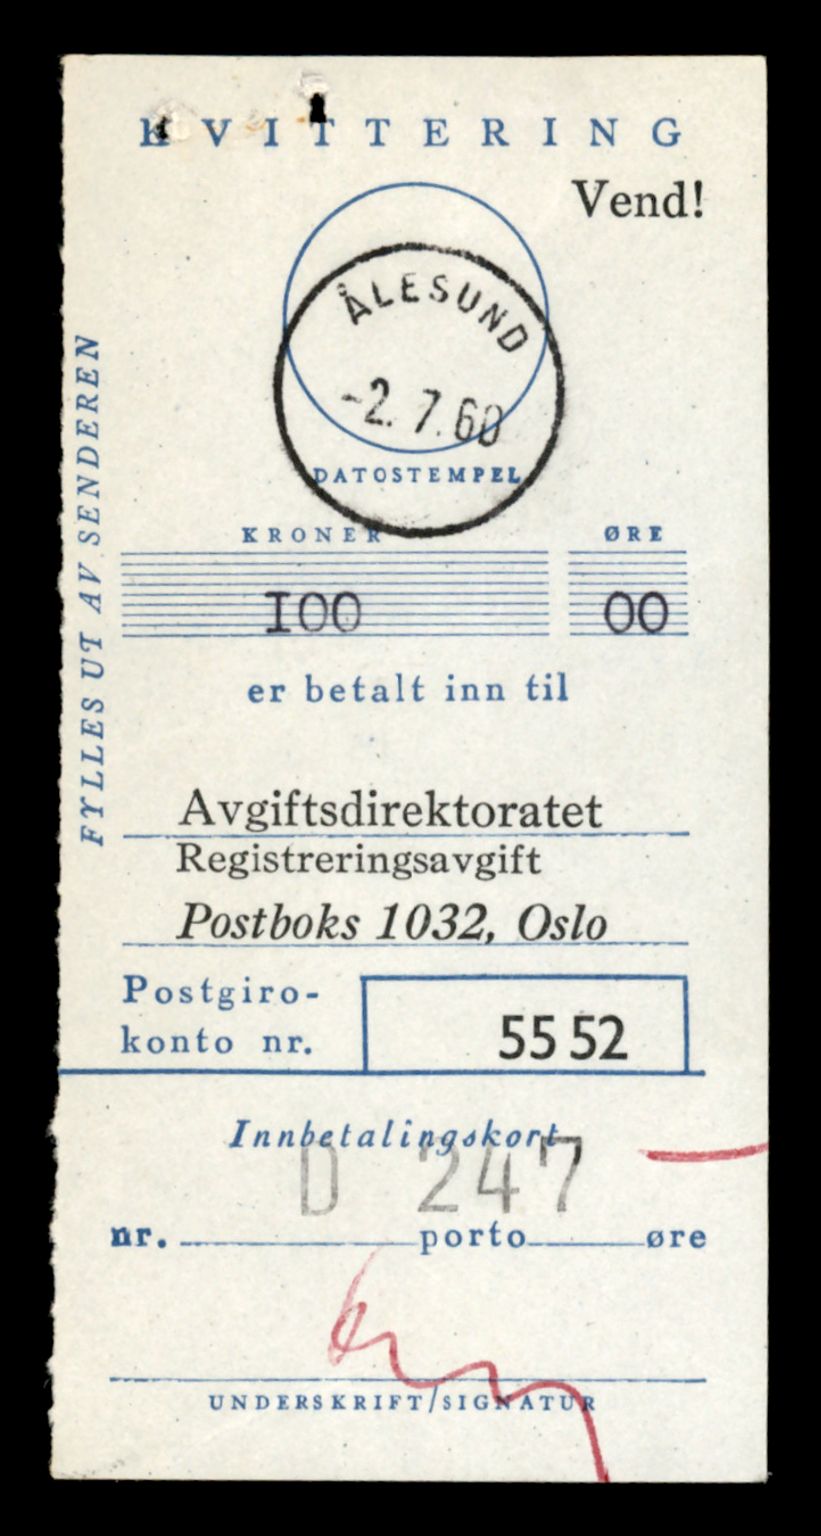 KVITTERING
Vend!
ÅLESUND
-2. 7. 60
DATOSTEMPEL
FYLLES UT AV SENDEREN
KRONER ØRE
I00 00
er betalt inn til
Avgiftsdirektoratet
Registreringsavgift
Postboks 1032, Oslo
Postgiro-
konto nr. 55 52
Innbetalingskort
D 247
nr. porto øre
UNDERSKRIFT/SIGNATUR